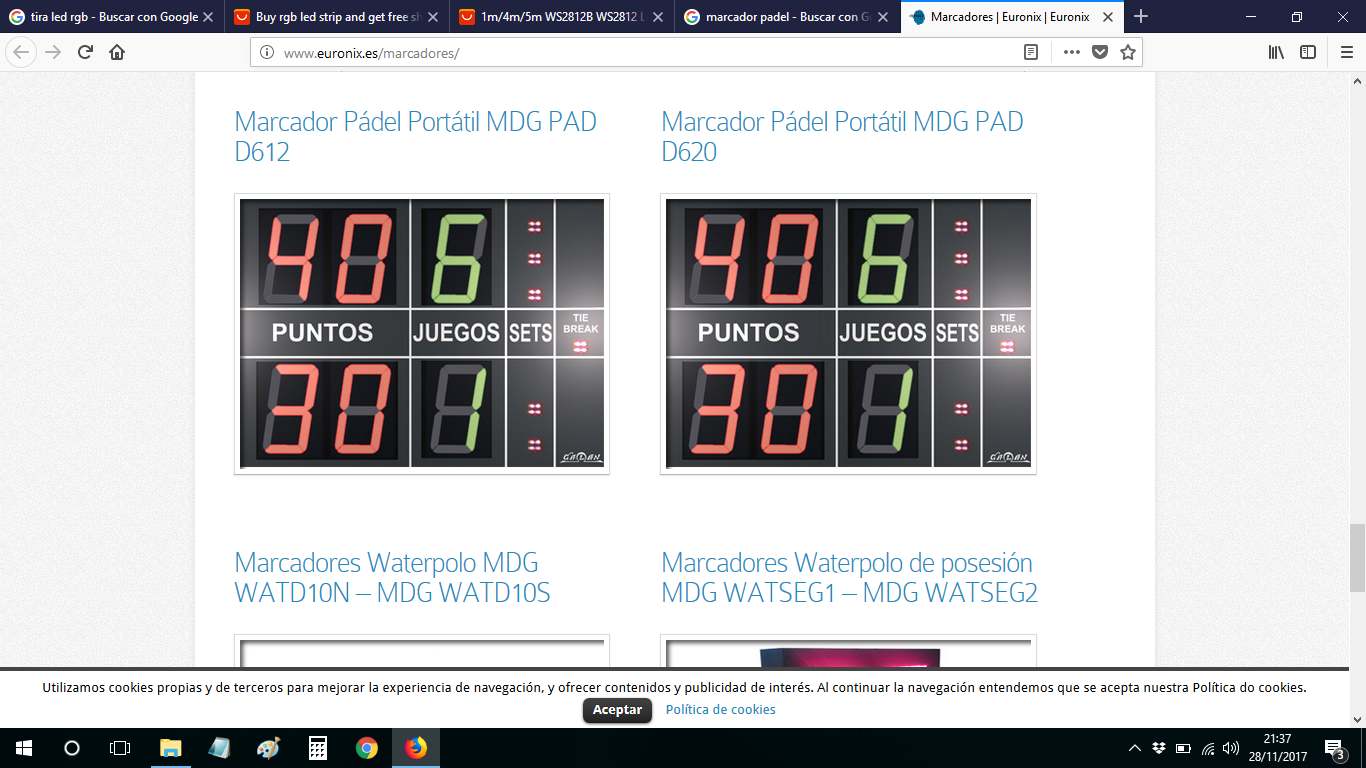 tira led rgb - Buscar con Google
Buy rgb led strip and get free sh
1m/4m/5m WS2812B WS2812 L
marcador padel - Buscar con G
Marcadores | Euronix | Euronix
www.euronix.es/marcadores/
Marcador Pádel Portátil MDG PAD
D612
Marcador Pádel Portátil MDG PAD
D620
40 6
PUNTOS JUEGOS SETS TIE
BREAK
30 1
GALAN
40 6
PUNTOS JUEGOS SETS TIE
BREAK
30 1
GALAN
Marcadores Waterpolo MDG
WATD10N – MDG WATD10S
Marcadores Waterpolo de posesión
MDG WATSEG1 – MDG WATSEG2
Utilizamos cookies propias y de terceros para mejorar la experiencia de navegación, y ofrecer contenidos y publicidad de interés. Al continuar la navegación entendemos que se acepta nuestra Política do cookies.
Aceptar Política de cookies
21:37
28/11/2017
3